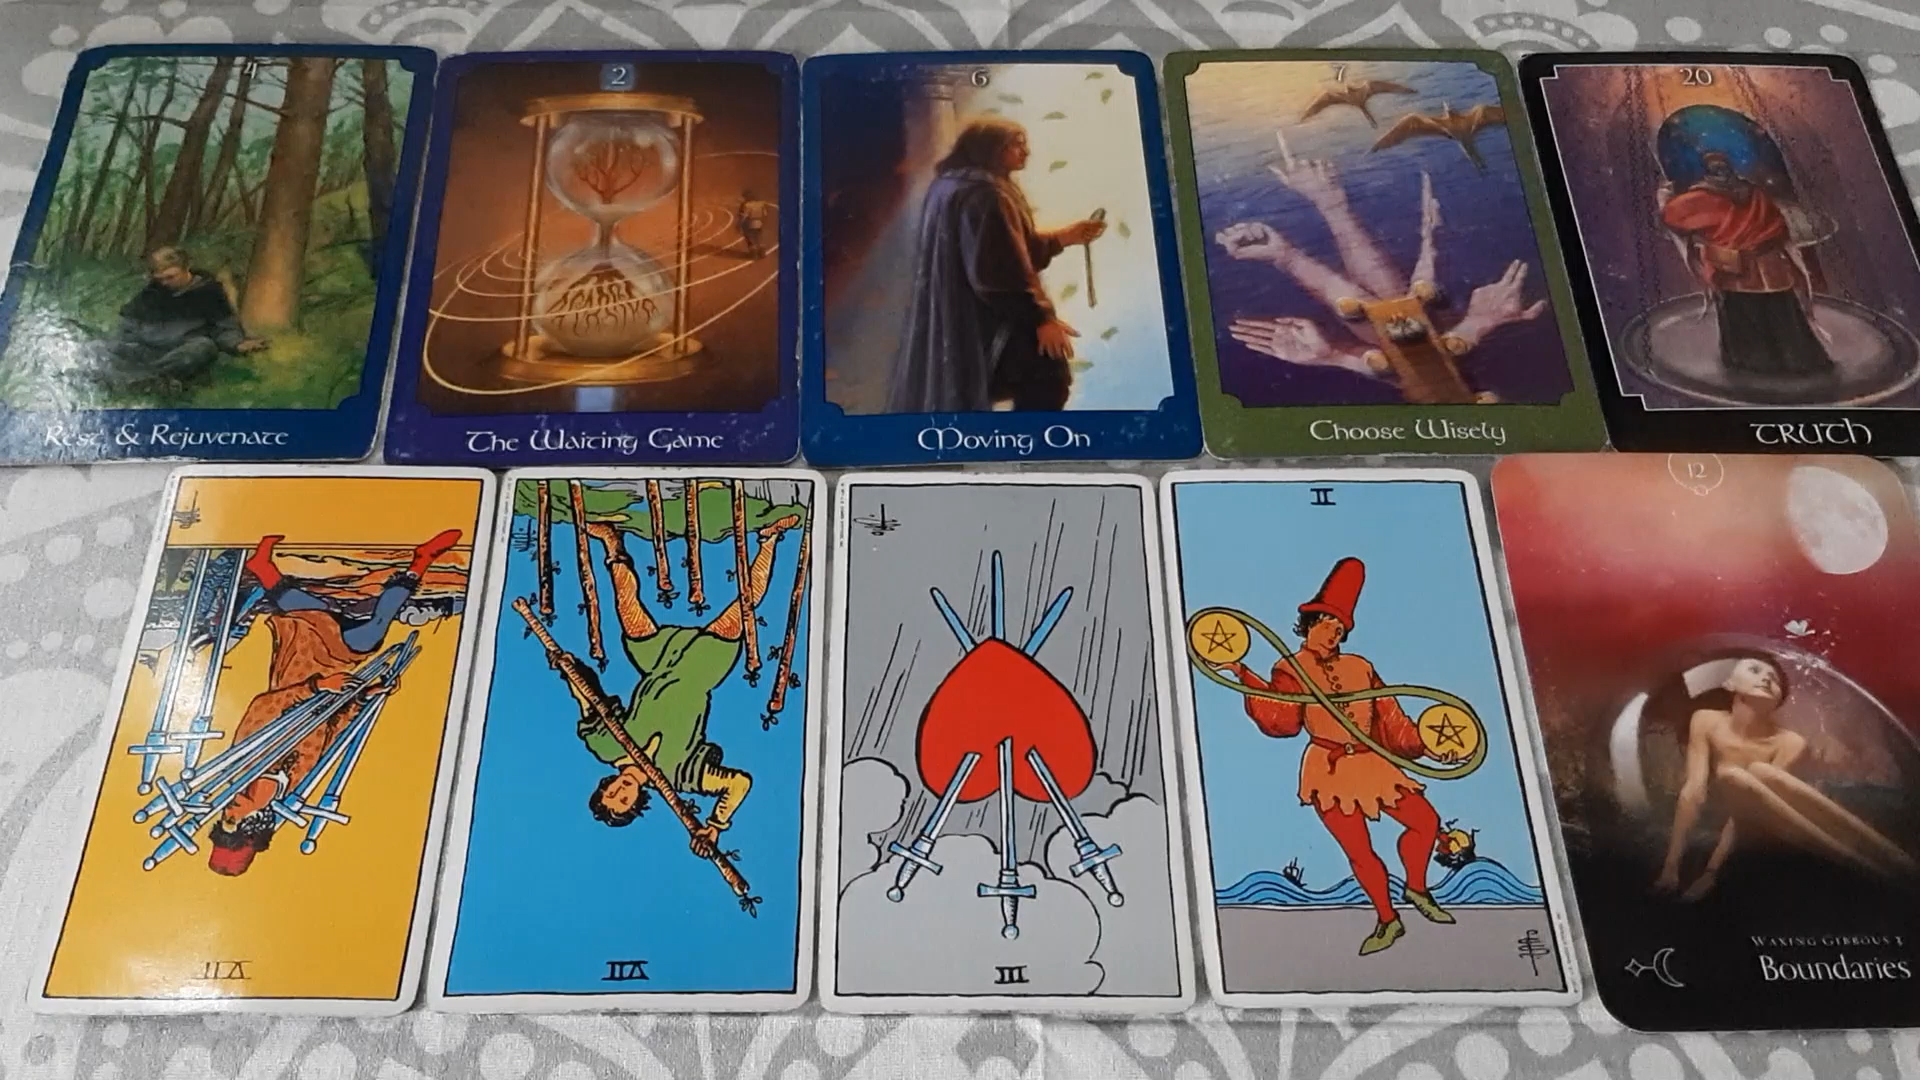 4
2
6
7
20
Rest & Rejuvenate
The Waiting Game
Moving On
Choose Wisely
TRUTH
II
12
VII
VII
III
WAXING GIBBOUS 3
Boundaries